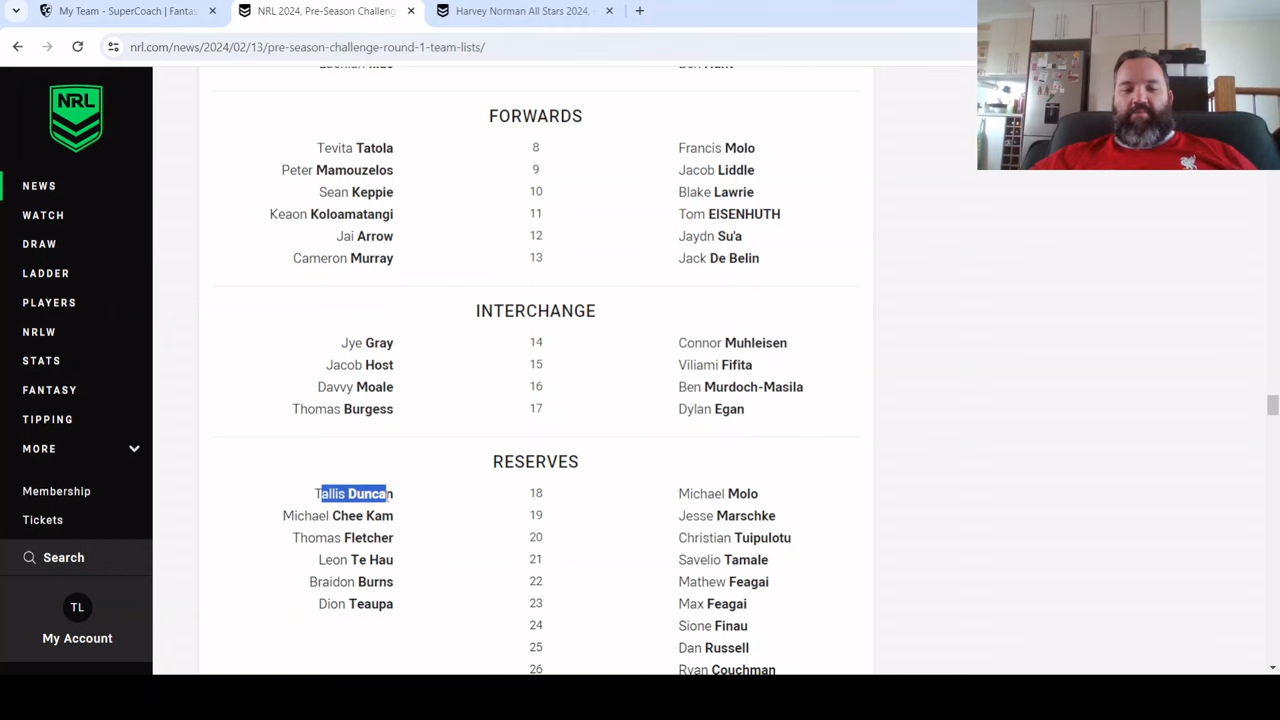 My Team - SuperCoach | Fantas
NRL 2024, Pre-Season Challeng
Harvey Norman All Stars 2024,
nrl.com/news/2024/02/13/pre-season-challenge-round-1-team-lists/
NRL
NEWS
WATCH
DRAW
LADDER
PLAYERS
NRLW
STATS
FANTASY
TIPPING
MORE
Membership
Tickets
Search
TL
My Account
FORWARDS
Tevita Tatola 8 Francis Molo
Peter Mamouzelos 9 Jacob Liddle
Sean Keppie 10 Blake Lawrie
Keaon Koloamatangi 11 Tom EISENHUTH
Jai Arrow 12 Jaydn Su'a
Cameron Murray 13 Jack De Belin
INTERCHANGE
Jye Gray 14 Connor Muhleisen
Jacob Host 15 Viliami Fifita
Davvy Moale 16 Ben Murdoch-Masila
Thomas Burgess 17 Dylan Egan
RESERVES
Tallis Duncan 18 Michael Molo
Michael Chee Kam 19 Jesse Marschke
Thomas Fletcher 20 Christian Tuipulotu
Leon Te Hau 21 Savelio Tamale
Braidon Burns 22 Mathew Feagai
Dion Teaupa 23 Max Feagai
24 Sione Finau
25 Dan Russell
26 Ryan Couchman